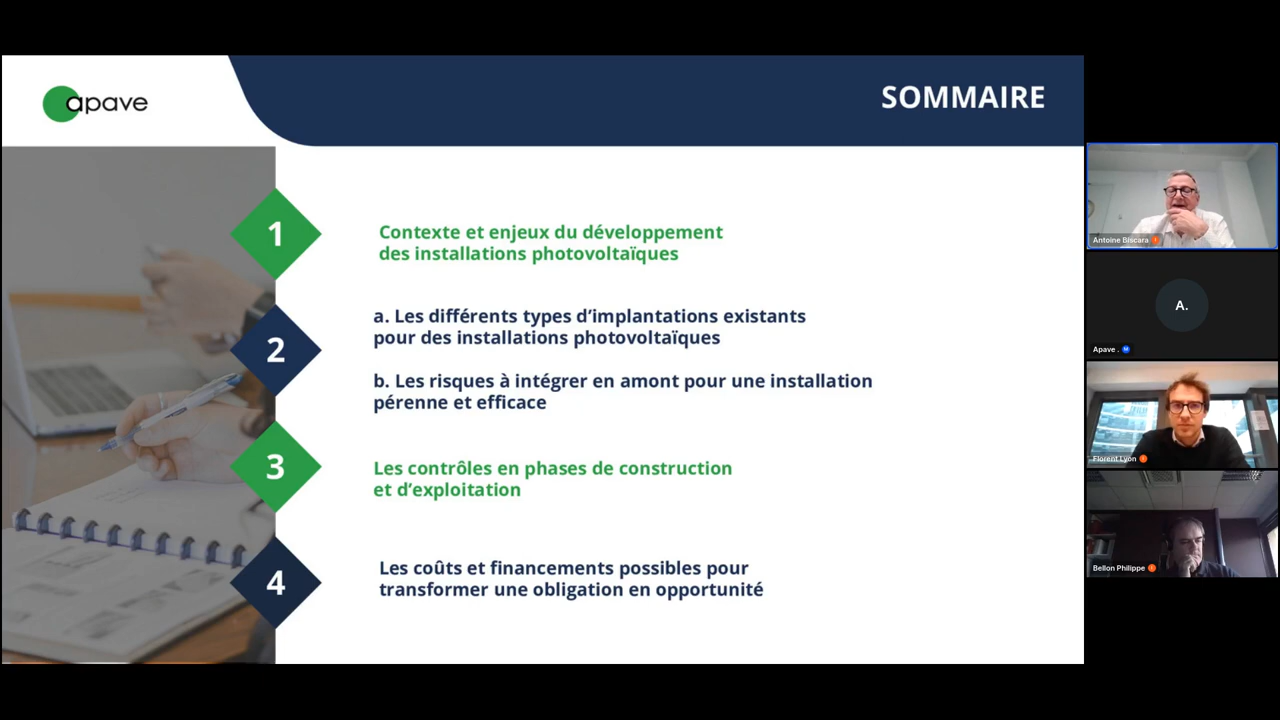 apave
SOMMAIRE
1
Contexte et enjeux du développement
des installations photovoltaïques
2
a. Les différents types d’implantations existants
pour des installations photovoltaïques
b. Les risques à intégrer en amont pour une installation
pérenne et efficace
3
Les contrôles en phases de construction
et d’exploitation
4
Les coûts et financements possibles pour
transformer une obligation en opportunité
Antoine Biscara
A.
Apave .
Florent Lyon
Bellon Philippe